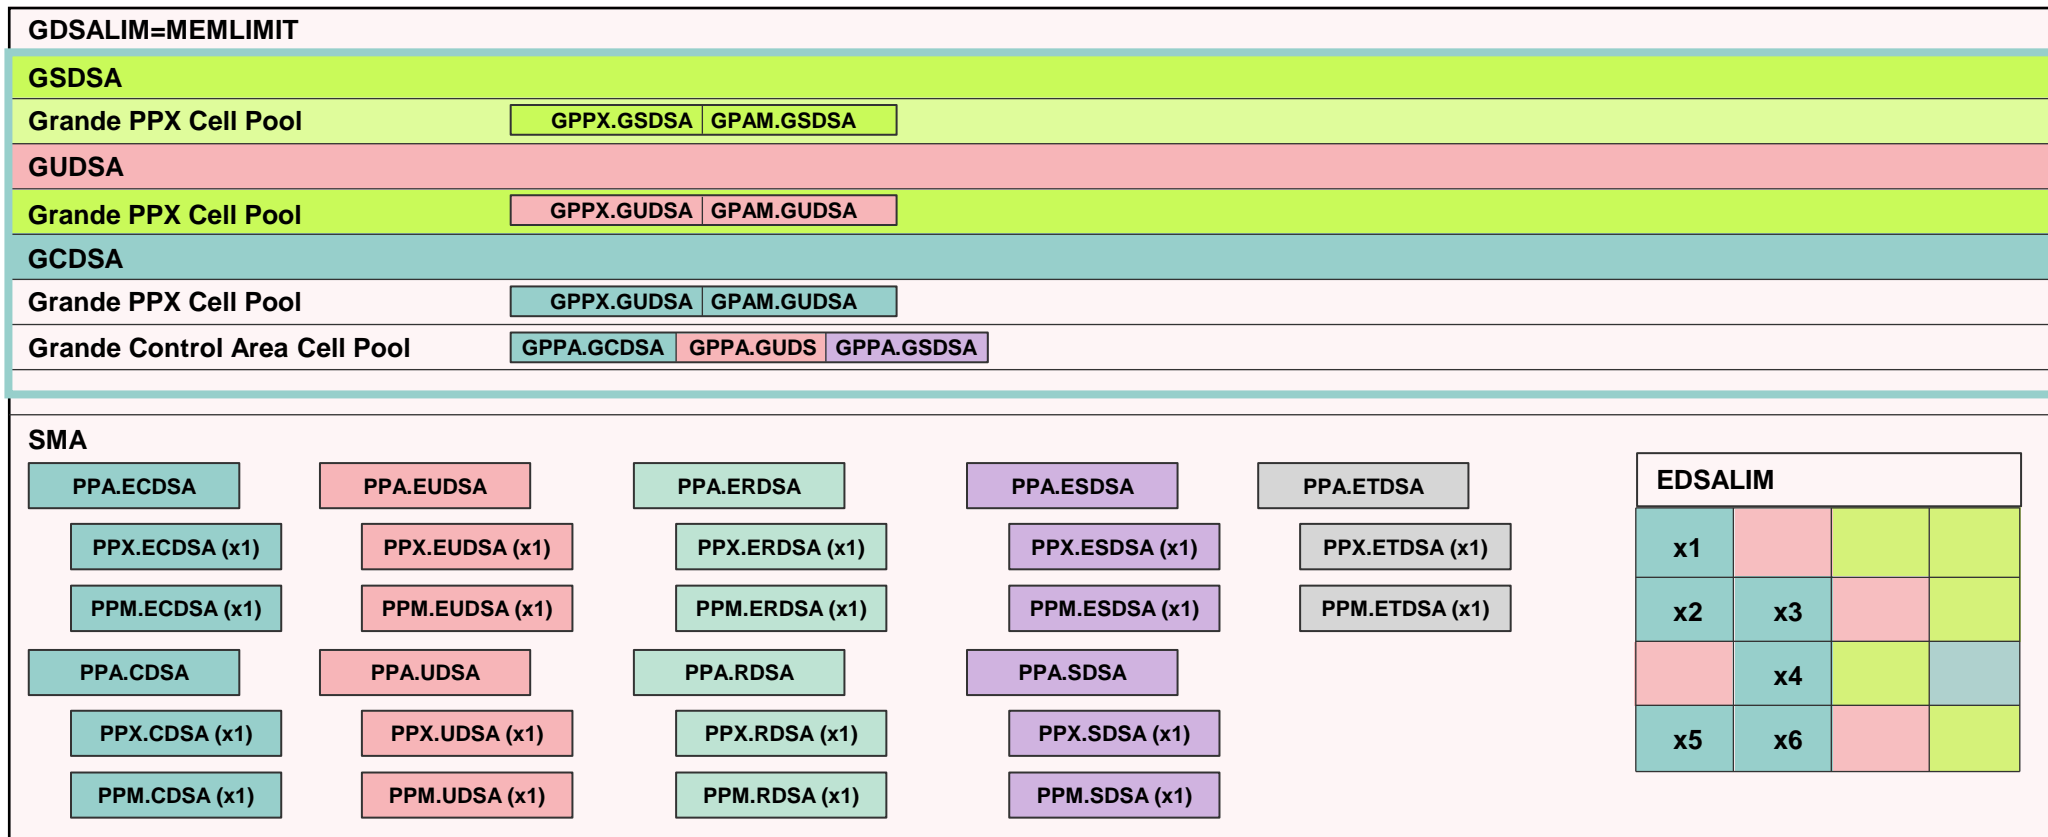 GDSALIM=MEMLIMIT
GSDSA
Grande PPX Cell Pool GPPX.GSDSA GPAM.GSDSA
GUDSA
Grande PPX Cell Pool GPPX.GUDSA GPAM.GUDSA
GCDSA
Grande PPX Cell Pool GPPX.GUDSA GPAM.GUDSA
Grande Control Area Cell Pool GPPA.GCDSA GPPA.GUDS GPPA.GSDSA
SMA
PPA.ECDSA PPA.EUDSA PPA.ERDSA PPA.ESDSA PPA.ETDSA
PPX.ECDSA (x1) PPX.EUDSA (x1) PPX.ERDSA (x1) PPX.ESDSA (x1) PPX.ETDSA (x1)
PPM.ECDSA (x1) PPM.EUDSA (x1) PPM.ERDSA (x1) PPM.ESDSA (x1) PPM.ETDSA (x1)
PPA.CDSA PPA.UDSA PPA.RDSA PPA.SDSA
PPX.CDSA (x1) PPX.UDSA (x1) PPX.RDSA (x1) PPX.SDSA (x1)
PPM.CDSA (x1) PPM.UDSA (x1) PPM.RDSA (x1) PPM.SDSA (x1)
EDSALIM
x1
x2 x3
x4
x5 x6